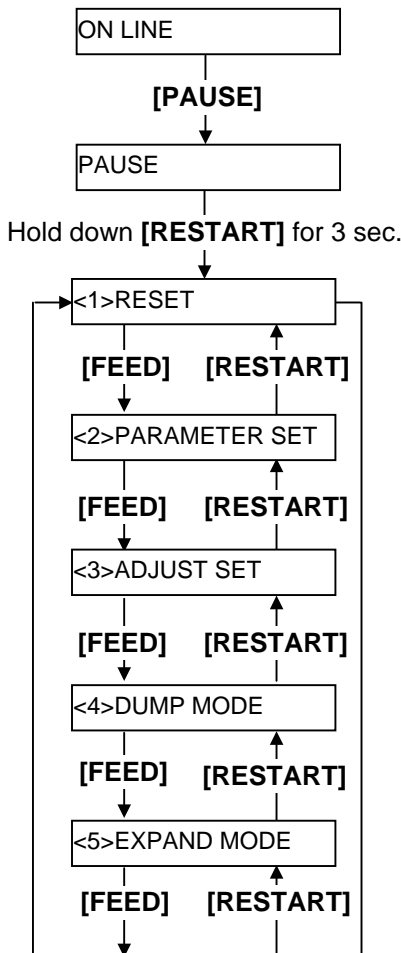 ON LINE
[PAUSE]
PAUSE
Hold down [RESTART] for 3 sec.
<1>RESET
[FEED] [RESTART]
<2>PARAMETER SET
[FEED] [RESTART]
<3>ADJUST SET
[FEED] [RESTART]
<4>DUMP MODE
[FEED] [RESTART]
<5>EXPAND MODE
[FEED] [RESTART]